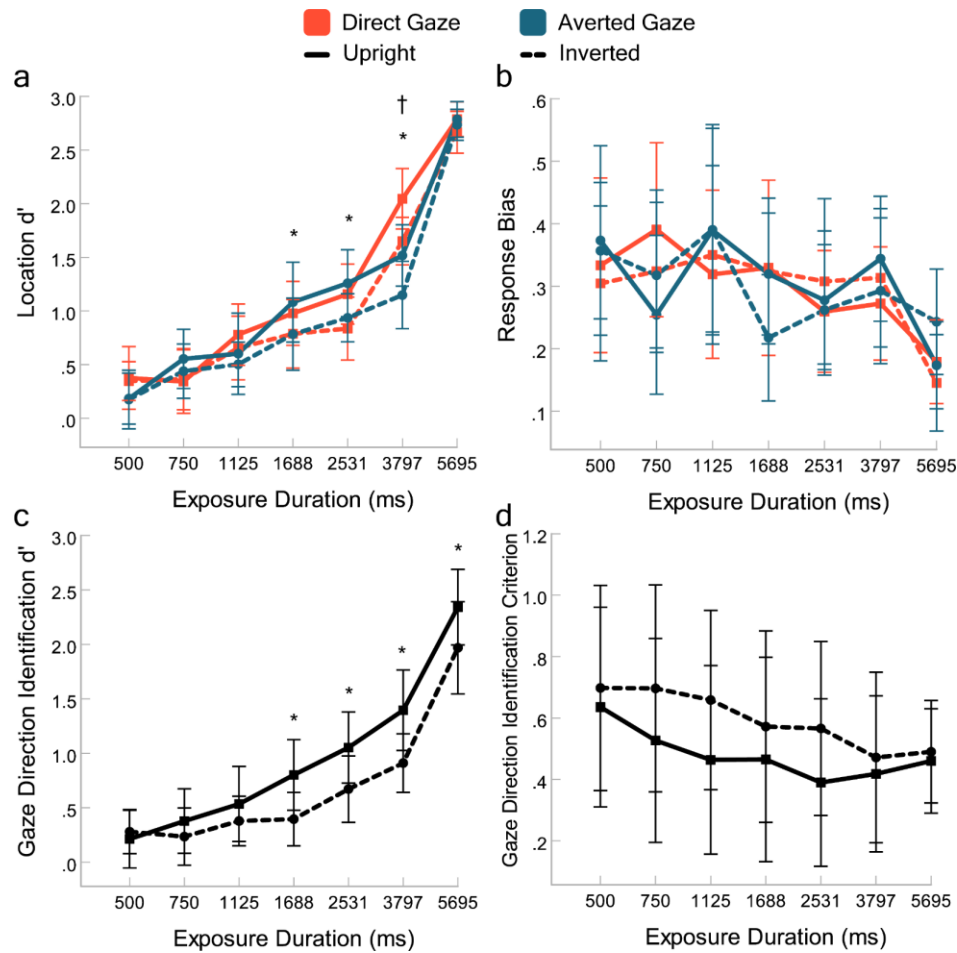 Direct Gaze Averted Gaze
Upright Inverted
a
Location d'
3.0
†
*
2.5
2.0
* *
1.5
1.0
.5
.0
500 750 1125 1688 2531 3797 5695
Exposure Duration (ms)
b
Response Bias
.6
.5
.4
.3
.2
.1
500 750 1125 1688 2531 3797 5695
Exposure Duration (ms)
c
Gaze Direction Identification d'
3.0
*
2.5
2.0
*
1.5
* *
1.0
.5
.0
500 750 1125 1688 2531 3797 5695
Exposure Duration (ms)
d
Gaze Direction Identification Criterion
1.2
1.0
.8
.6
.4
.2
500 750 1125 1688 2531 3797 5695
Exposure Duration (ms)